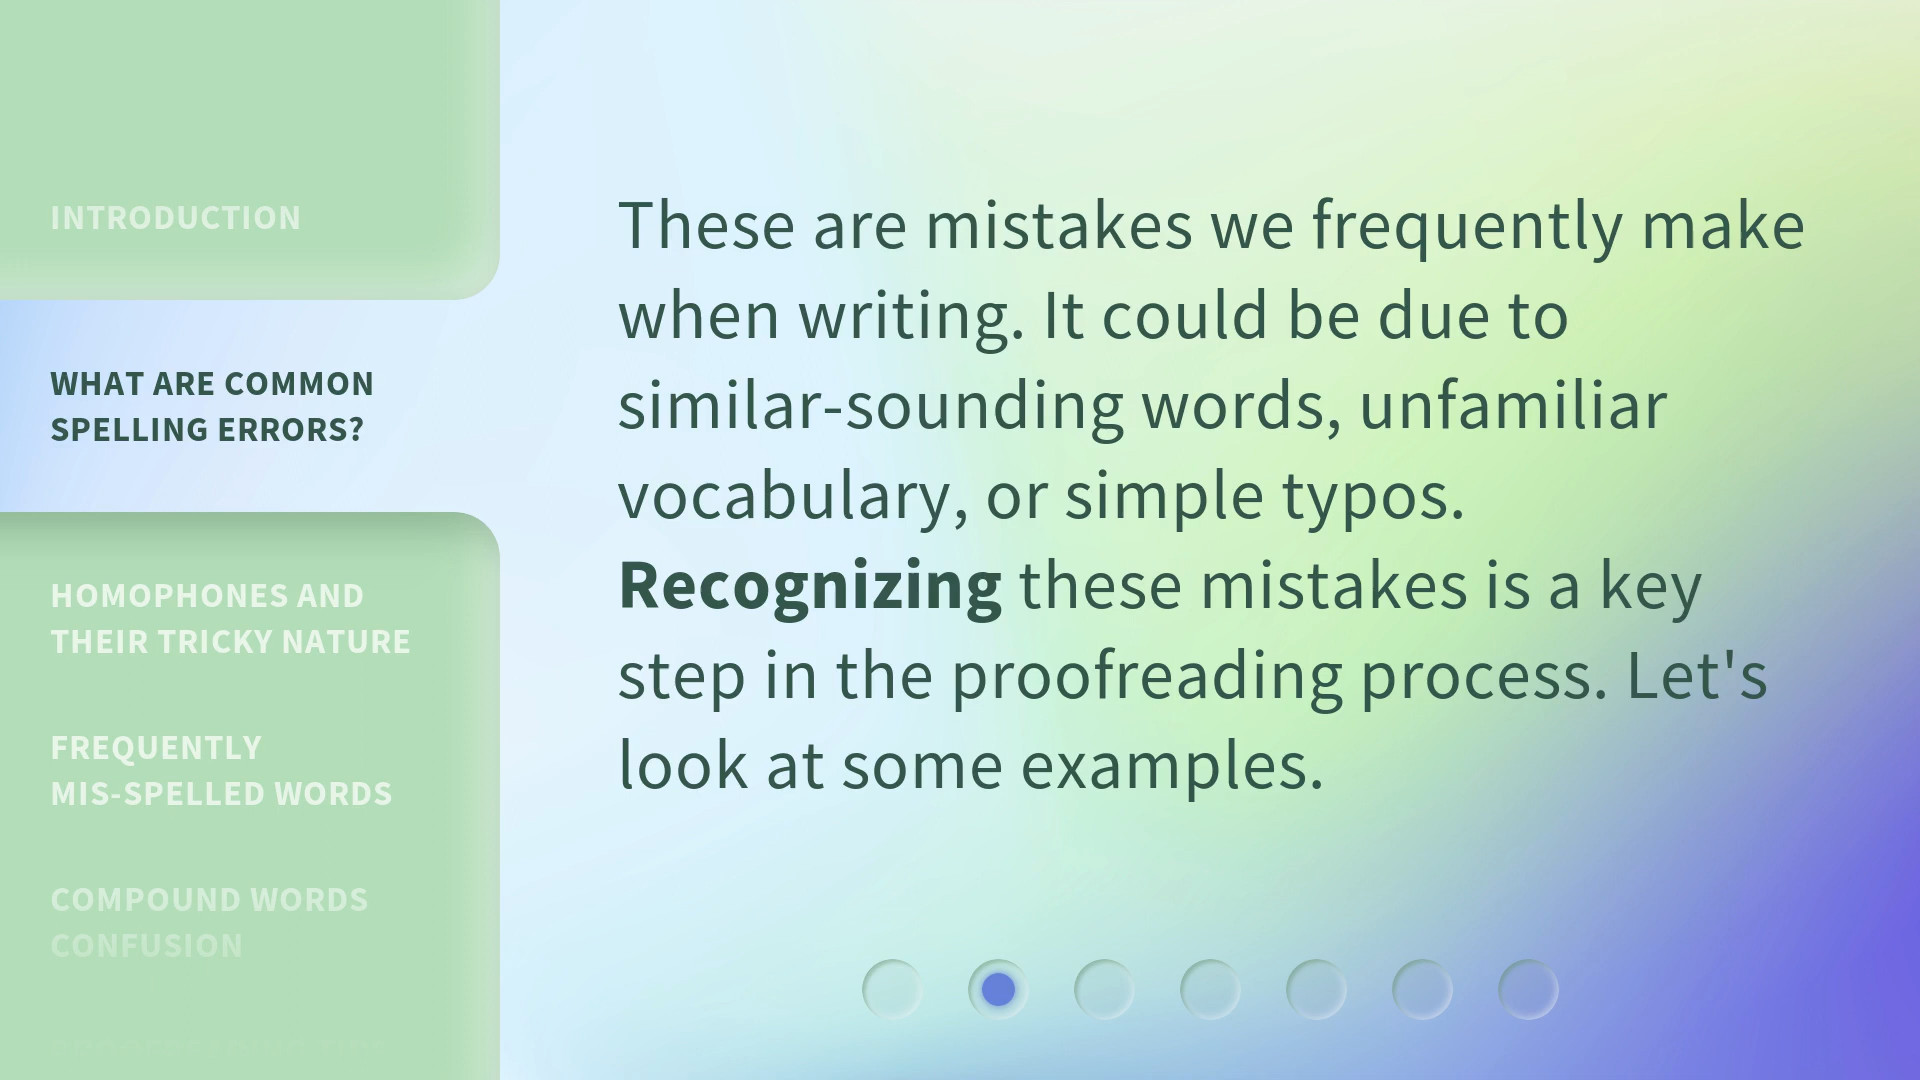 INTRODUCTION
WHAT ARE COMMON
SPELLING ERRORS?
HOMOPHONES AND
THEIR TRICKY NATURE
FREQUENTLY
MIS-SPELLED WORDS
COMPOUND WORDS
CONFUSION
PROOFREADING TIPS
These are mistakes we frequently make
when writing. It could be due to
similar-sounding words, unfamiliar
vocabulary, or simple typos.
Recognizing these mistakes is a key
step in the proofreading process. Let's
look at some examples.